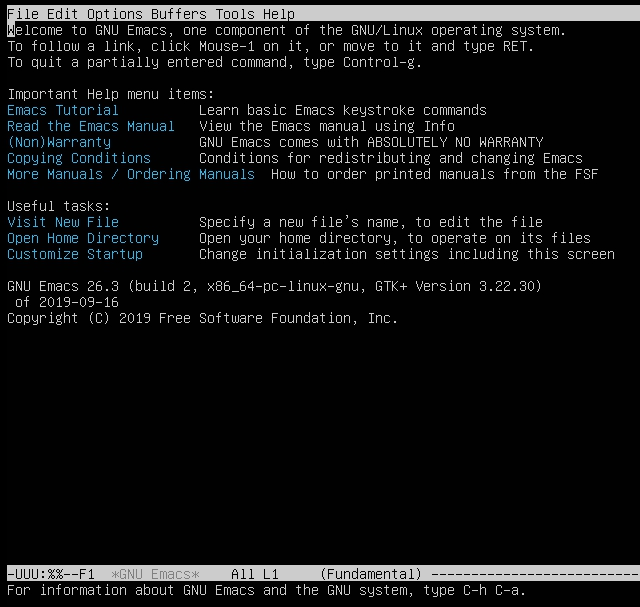 File Edit Options Buffers Tools Help
Welcome to GNU Emacs, one component of the GNU/Linux operating system.
To follow a link, click Mouse-1 on it, or move to it and type RET.
To quit a partially entered command, type Control-g.
Important Help menu items:
Emacs Tutorial Learn basic Emacs keystroke commands
Read the Emacs Manual View the Emacs manual using Info
(Non)Warranty GNU Emacs comes with ABSOLUTELY NO WARRANTY
Copying Conditions Conditions for redistributing and changing Emacs
More Manuals / Ordering Manuals How to order printed manuals from the FSF
Useful tasks:
Visit New File Specify a new file's name, to edit the file
Open Home Directory Open your home directory, to operate on its files
Customize Startup Change initialization settings including this screen
GNU Emacs 26.3 (build 2, x86_64-pc-linux-gnu, GTK+ Version 3.22.30)
of 2019-09-16
Copyright (C) 2019 Free Software Foundation, Inc.
-UUU:%%--F1 *GNU Emacs* All L1 (Fundamental) --------------------------
For information about GNU Emacs and the GNU system, type C-h C-a.